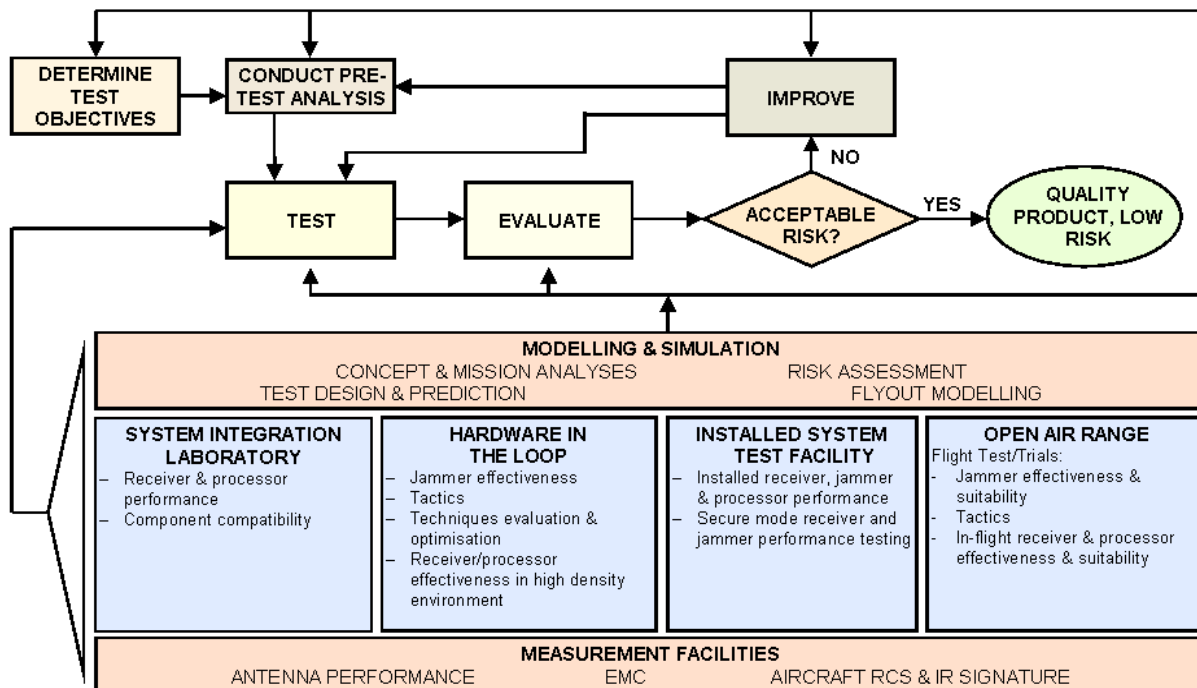 DETERMINE
TEST
OBJECTIVES
CONDUCT PRE-
TEST ANALYSIS
IMPROVE
NO
TEST
EVALUATE
ACCEPTABLE
RISK?
YES
QUALITY
PRODUCT, LOW
RISK
MODELLING & SIMULATION
CONCEPT & MISSION ANALYSES RISK ASSESSMENT
TEST DESIGN & PREDICTION FLYOUT MODELLING
SYSTEM INTEGRATION
LABORATORY
– Receiver & processor
performance
– Component compatibility
HARDWARE IN
THE LOOP
– Jammer effectiveness
– Tactics
– Techniques evaluation &
optimisation
– Receiver/processor
effectiveness in high density
environment
INSTALLED SYSTEM
TEST FACILITY
– Installed receiver, jammer
& processor performance
– Secure mode receiver and
jammer performance testing
OPEN AIR RANGE
Flight Test/Trials:
- Jammer effectiveness &
suitability
- Tactics
- In-flight receiver & processor
effectiveness & suitability
MEASUREMENT FACILITIES
ANTENNA PERFORMANCE EMC AIRCRAFT RCS & IR SIGNATURE